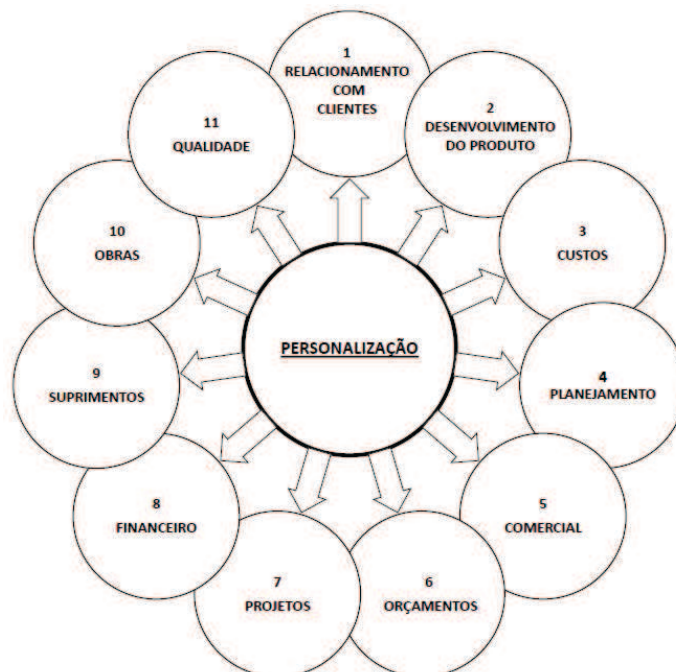 1
RELACIONAMENTO
COM
CLIENTES
2
DESENVOLVIMENTO
DO PRODUTO
3
CUSTOS
4
PLANEJAMENTO
5
COMERCIAL
6
ORÇAMENTOS
7
PROJETOS
8
FINANCEIRO
9
SUPRIMENTOS
10
OBRAS
11
QUALIDADE
PERSONALIZAÇÃO